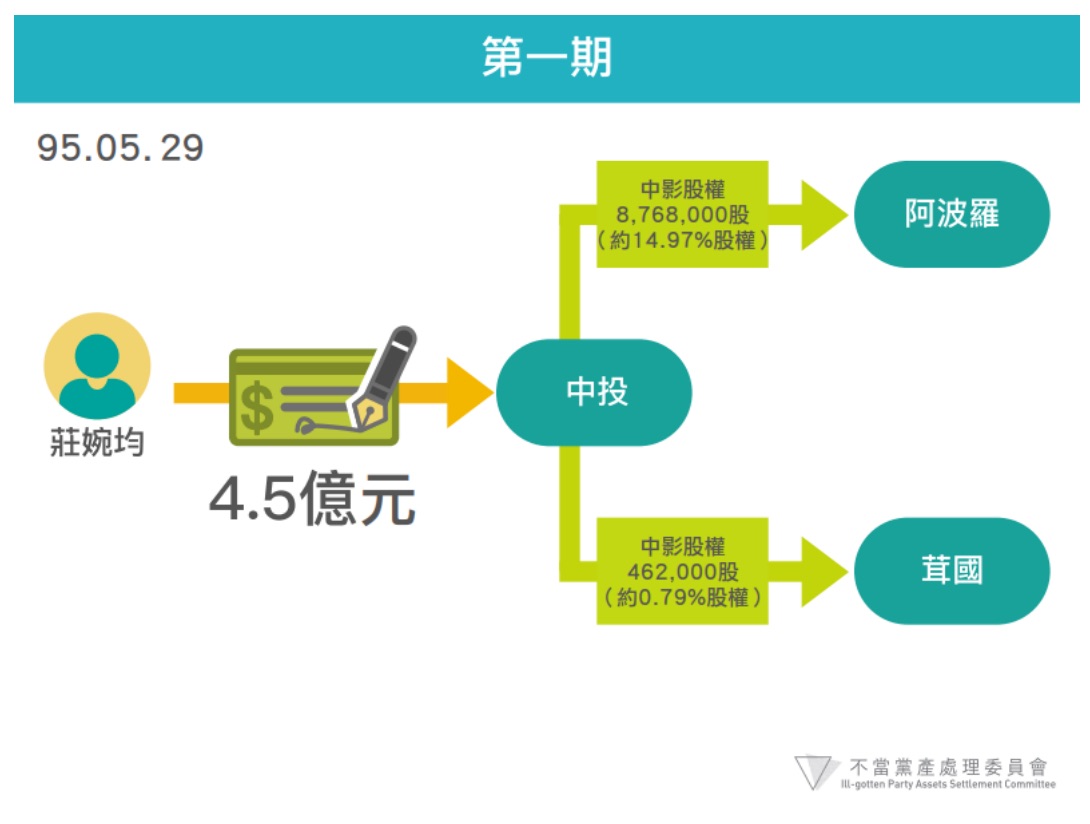 第一期
95.05.29
中影股權
8,768,000股
（約14.97%股權）
阿波羅
莊婉均
$
4.5億元
中投
中影股權
462,000股
（約0.79%股權）
茸國
不當黨產處理委員會
Ill-gotten Party Assets Settlement Committee